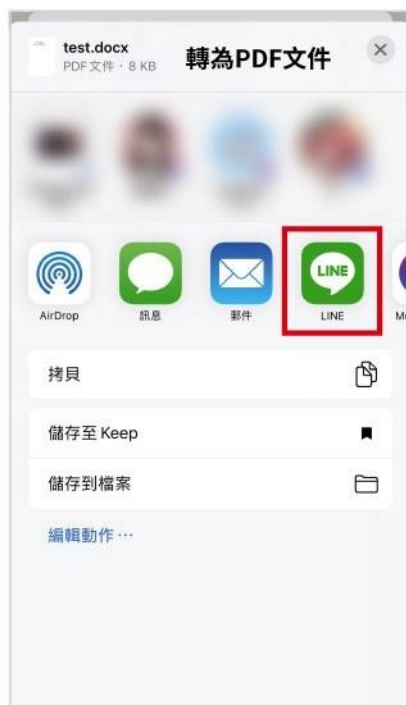 test.docx
PDF文件 · 8 KB
轉為PDF文件
AirDrop
訊息
郵件
LINE
LINE
拷貝
儲存至 Keep
儲存到檔案
編輯動作⋯